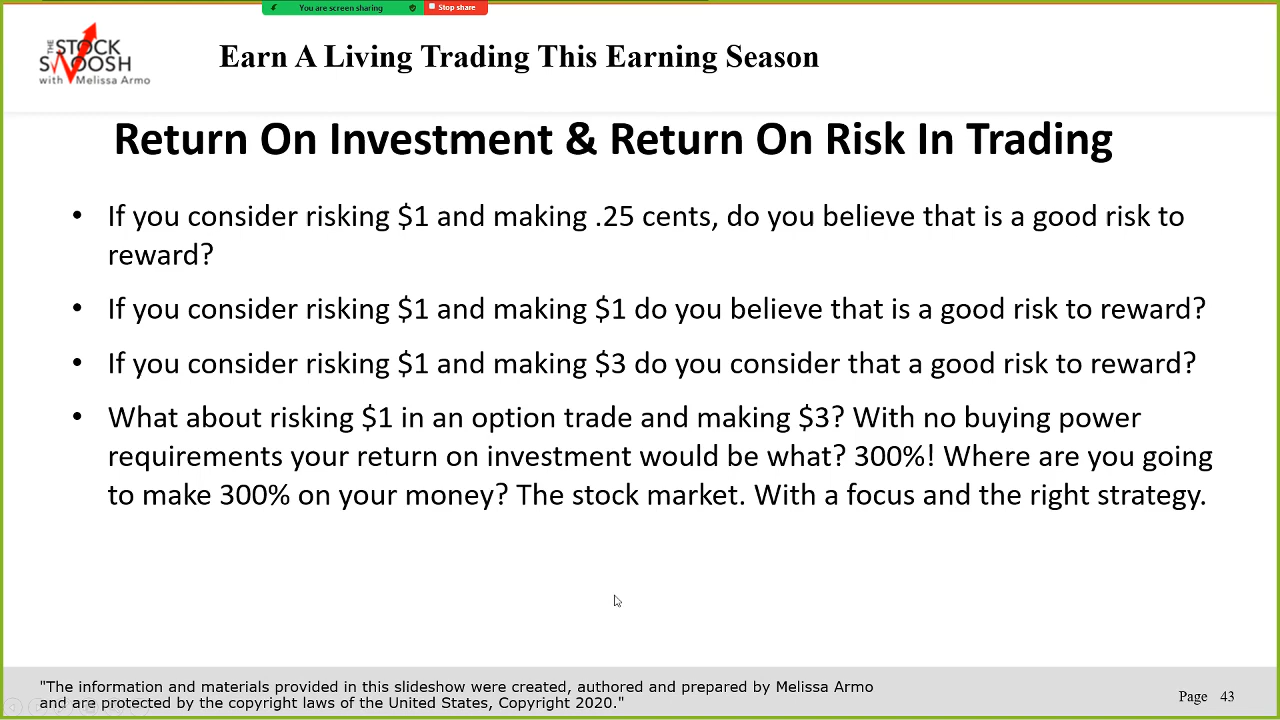 You are screen sharing
Stop share
THE
STOCK
SWOOSH
with Melissa Armo
Earn A Living Trading This Earning Season
Return On Investment & Return On Risk In Trading
• If you consider risking $1 and making .25 cents, do you believe that is a good risk to
reward?
• If you consider risking $1 and making $1 do you believe that is a good risk to reward?
• If you consider risking $1 and making $3 do you consider that a good risk to reward?
• What about risking $1 in an option trade and making $3? With no buying power
requirements your return on investment would be what? 300%! Where are you going
to make 300% on your money? The stock market. With a focus and the right strategy.
"The information and materials provided in this slideshow were created, authored and prepared by Melissa Armo
and are protected by the copyright laws of the United States, Copyright 2020."
Page 43